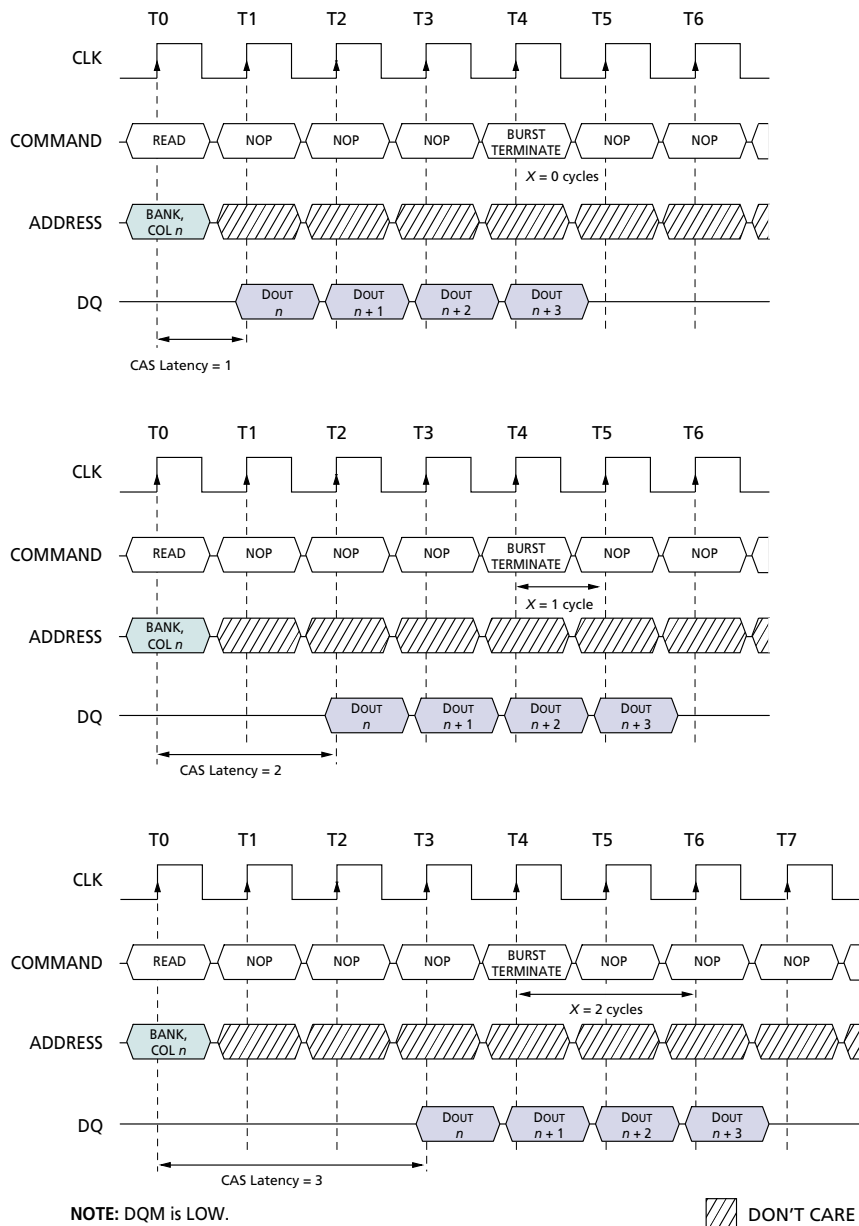 T0 T1 T2 T3 T4 T5 T6
CLK
COMMAND READ NOP NOP NOP BURST TERMINATE NOP NOP
X = 0 cycles
ADDRESS BANK, COL n
DQ DOUT n DOUT n + 1 DOUT n + 2 DOUT n + 3
CAS Latency = 1
T0 T1 T2 T3 T4 T5 T6
CLK
COMMAND READ NOP NOP NOP BURST TERMINATE NOP NOP
X = 1 cycle
ADDRESS BANK, COL n
DQ DOUT n DOUT n + 1 DOUT n + 2 DOUT n + 3
CAS Latency = 2
T0 T1 T2 T3 T4 T5 T6 T7
CLK
COMMAND READ NOP NOP NOP BURST TERMINATE NOP NOP NOP
X = 2 cycles
ADDRESS BANK, COL n
DQ DOUT n DOUT n + 1 DOUT n + 2 DOUT n + 3
CAS Latency = 3
NOTE: DQM is LOW. DON'T CARE